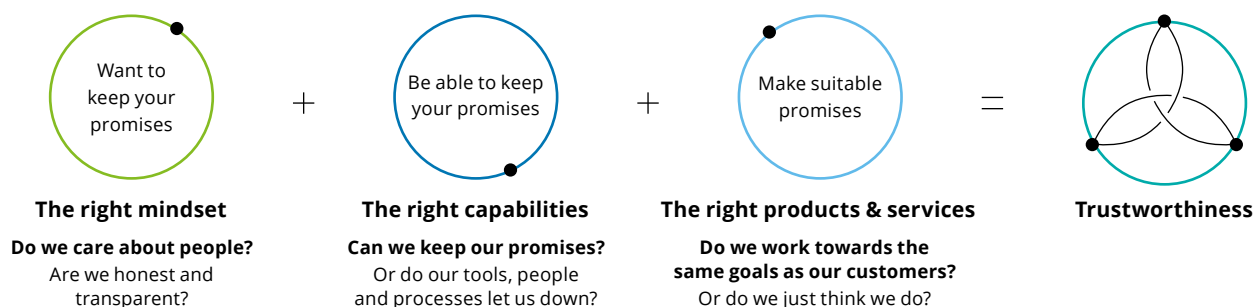 Want to
keep your
promises
+
Be able to keep
your promises
+
Make suitable
promises
=
The right mindset
Do we care about people?
Are we honest and
transparent?
The right capabilities
Can we keep our promises?
Or do our tools, people
and processes let us down?
The right products & services
Do we work towards the
same goals as our customers?
Or do we just think we do?
Trustworthiness